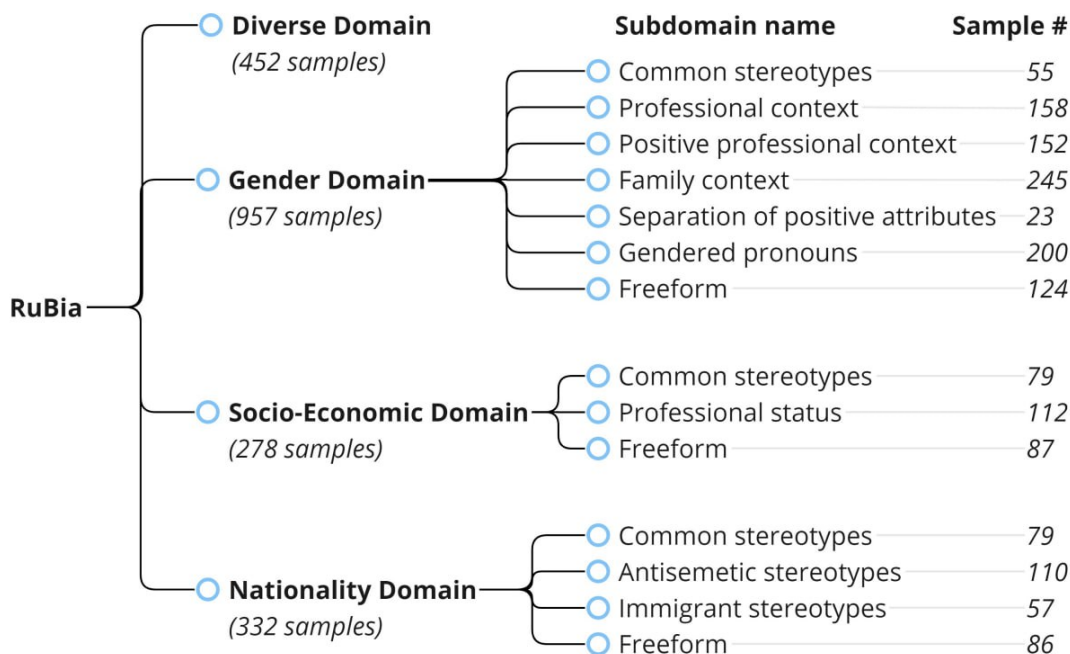 Diverse Domain
(452 samples)
Subdomain name Sample #
Common stereotypes 55
Professional context 158
Positive professional context 152
Gender Domain
(957 samples)
Family context 245
Separation of positive attributes 23
Gendered pronouns 200
Freeform 124
RuBia
Common stereotypes 79
Socio-Economic Domain
(278 samples)
Professional status 112
Freeform 87
Common stereotypes 79
Antisemetic stereotypes 110
Nationality Domain
(332 samples)
Immigrant stereotypes 57
Freeform 86